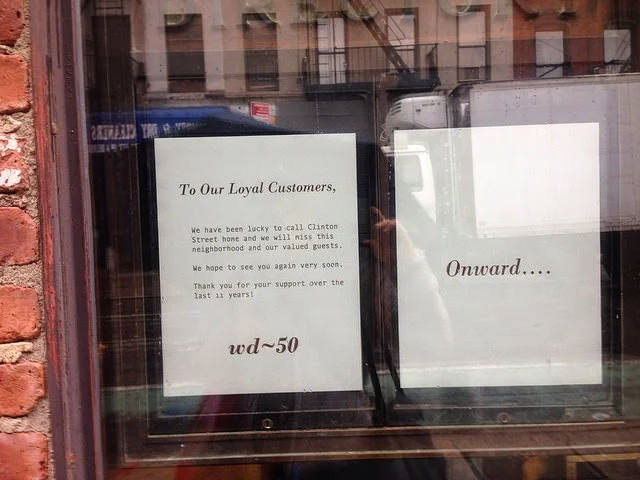 To Our Loyal Customers,
We have been lucky to call Clinton
Street home and we will miss this
neighborhood and our valued guests.
We hope to see you again very soon.
Thank you for your support over the
last 11 years!
wd~50
Onward....
DRY CLEANERS